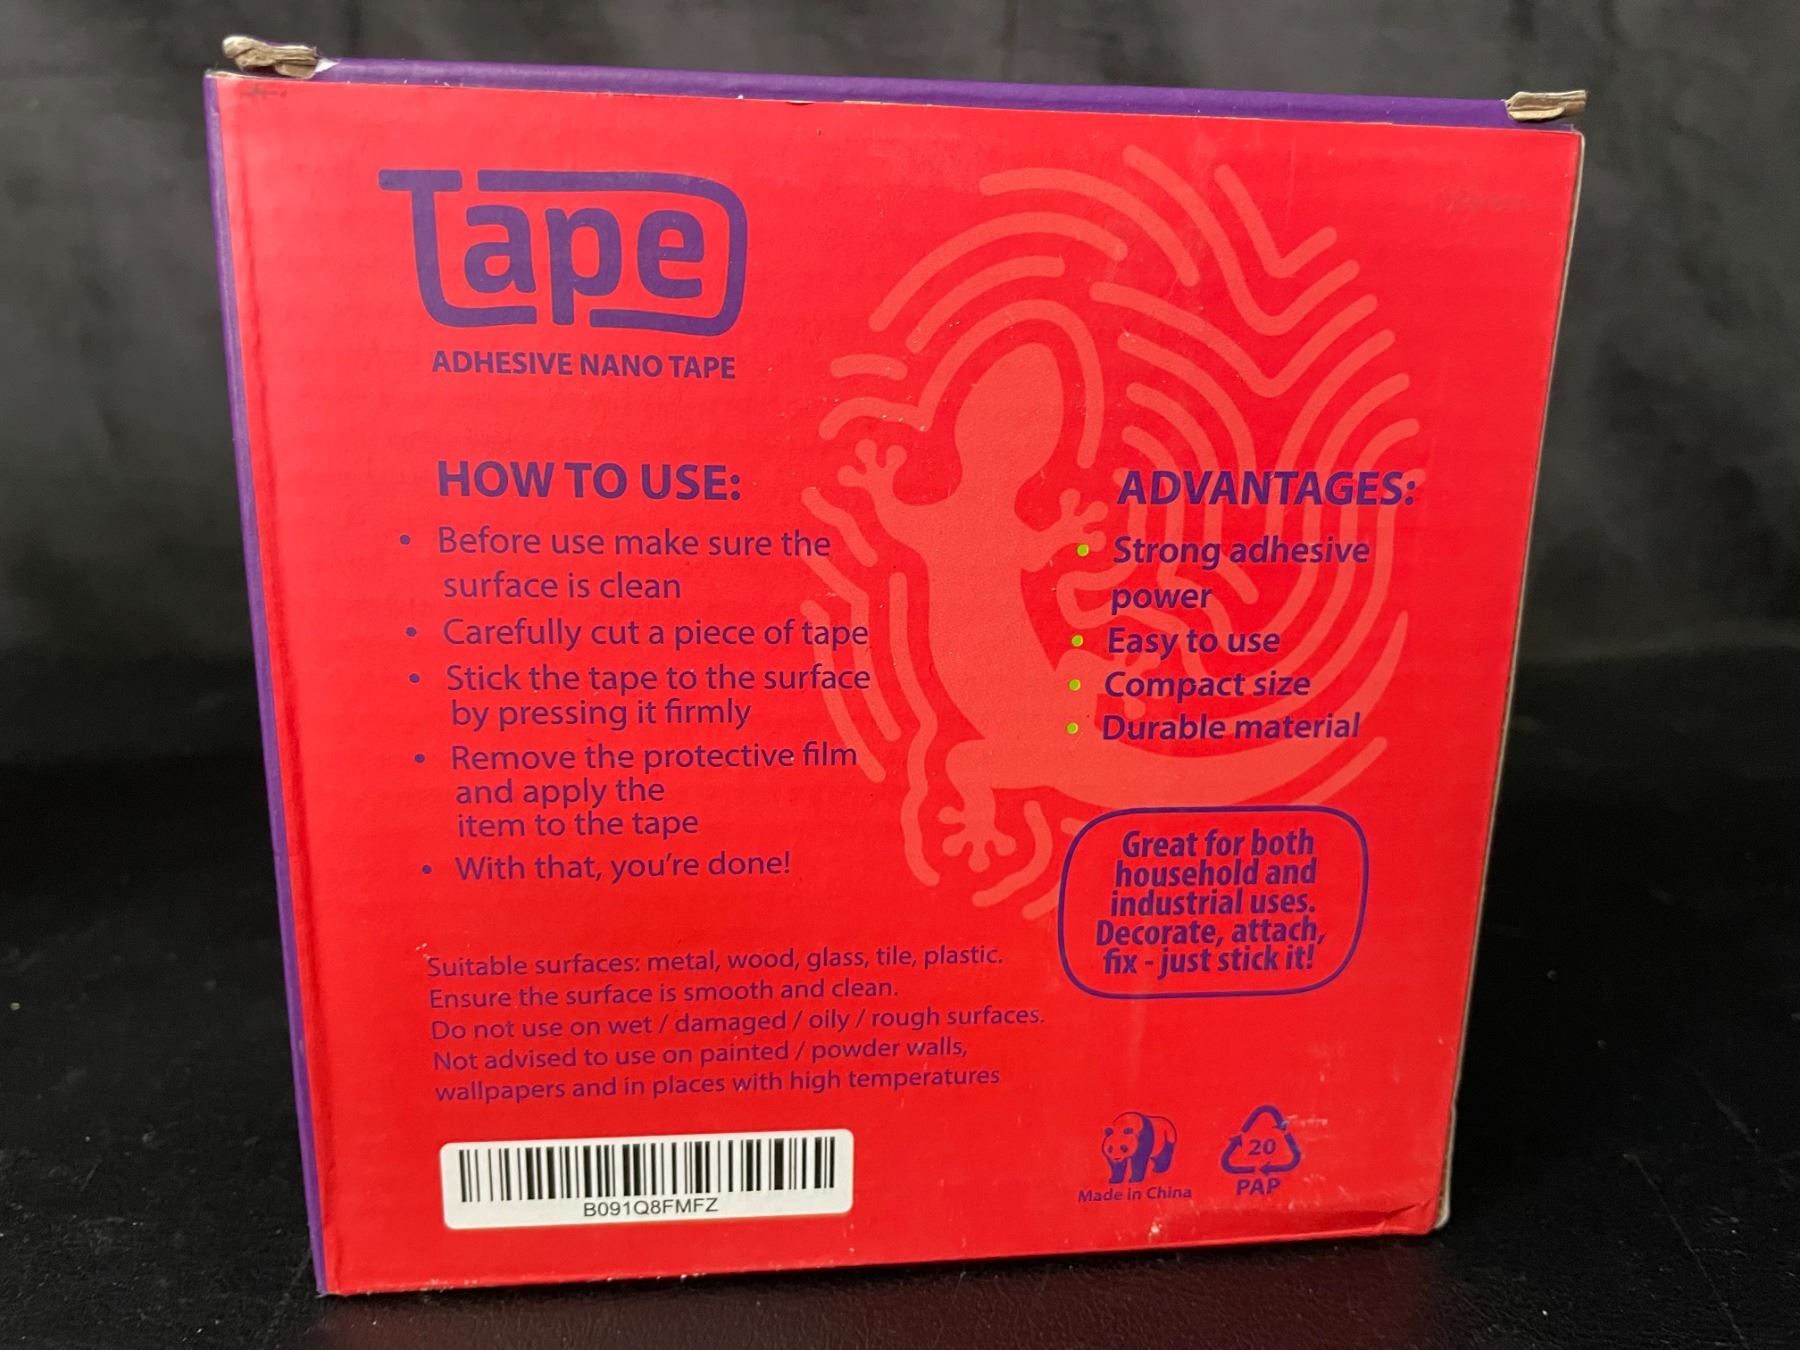 Tape
ADHESIVE NANO TAPE
HOW TO USE:
• Before use make sure the
surface is clean
• Carefully cut a piece of tape
• Stick the tape to the surface
by pressing it firmly
• Remove the protective film
and apply the
item to the tape
• With that, you're done!
ADVANTAGES:
• Strong adhesive
power
• Easy to use
• Compact size
• Durable material
Great for both
household and
industrial uses.
Decorate, attach,
fix - just stick it!
Suitable surfaces: metal, wood, glass, tile, plastic.
Ensure the surface is smooth and clean.
Do not use on wet / damaged / oily / rough surfaces.
Not advised to use on painted / powder walls,
wallpapers and in places with high temperatures
B091Q8FMFZ
Made in China
20
PAP